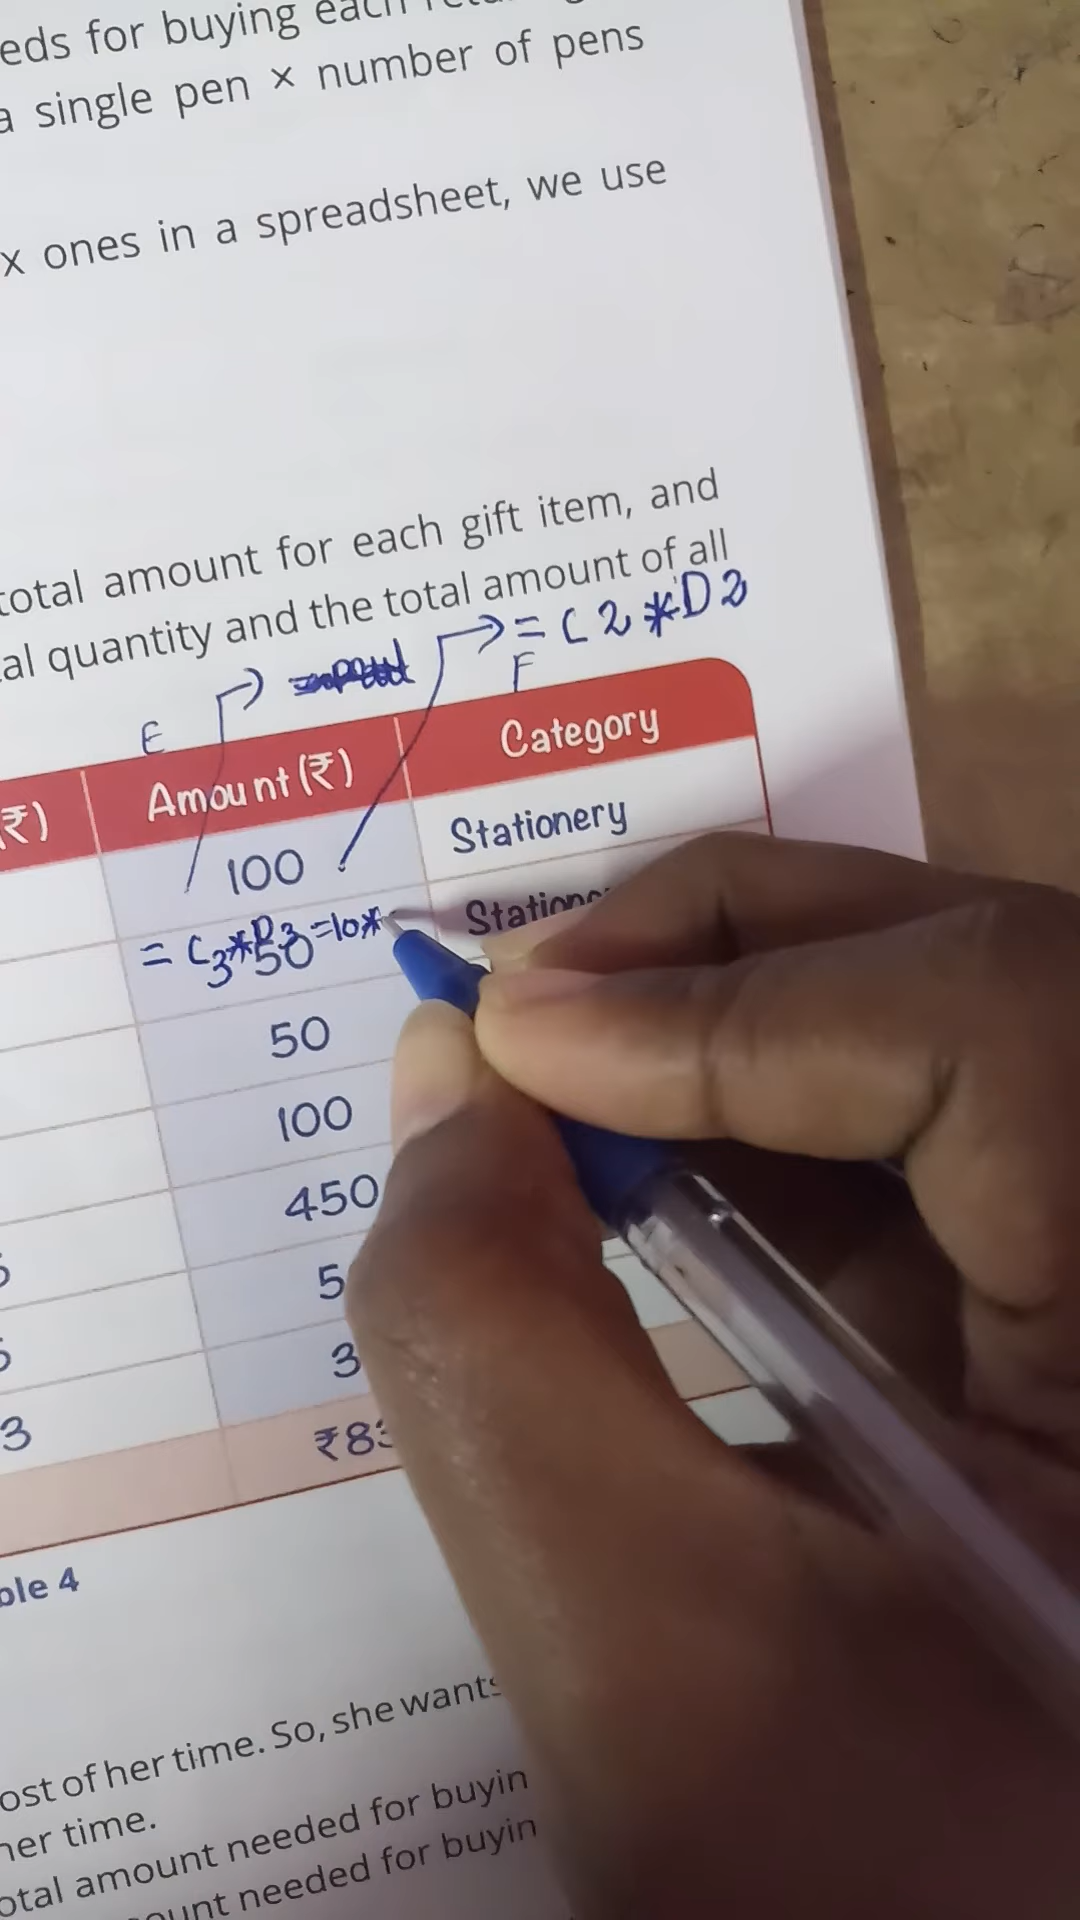 eds for buying each
a single pen × number of pens
x ones in a spreadsheet, we use
total amount for each gift item, and
al quantity and the total amount of all
= C2*D2
E
F
₹) Amount (₹) Category
100 Stationery
= C3*D3 =10*
50
50
100
450
5
3
3 ₹83
ble 4
ost of her time. So, she wants
her time.
otal amount needed for buyin
ount needed for buyin